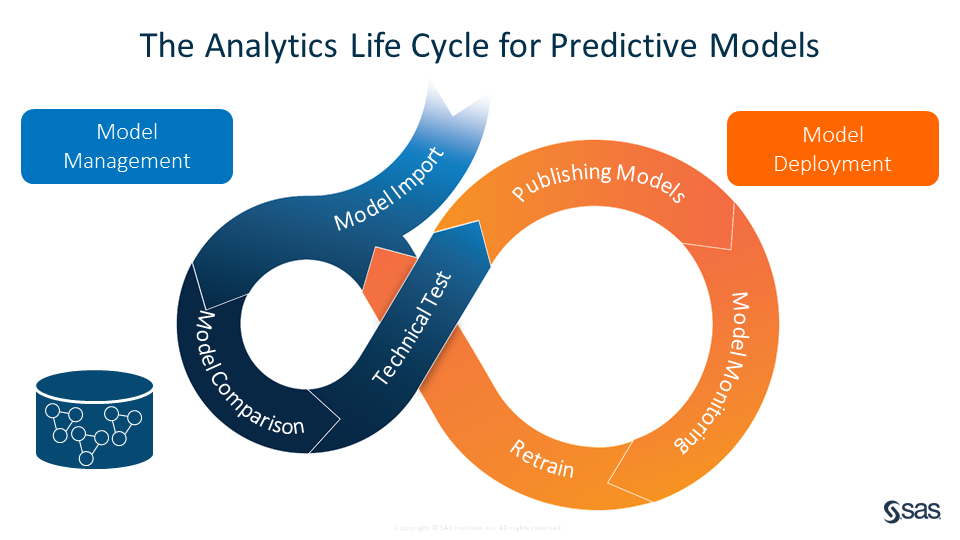 The Analytics Life Cycle for Predictive Models
Model
Management
Model
Deployment
Model Import
Publishing Models
Model Comparison
Technical Test
Model Monitoring
Retrain
sas
Copyright © SAS Institute Inc. All rights reserved.